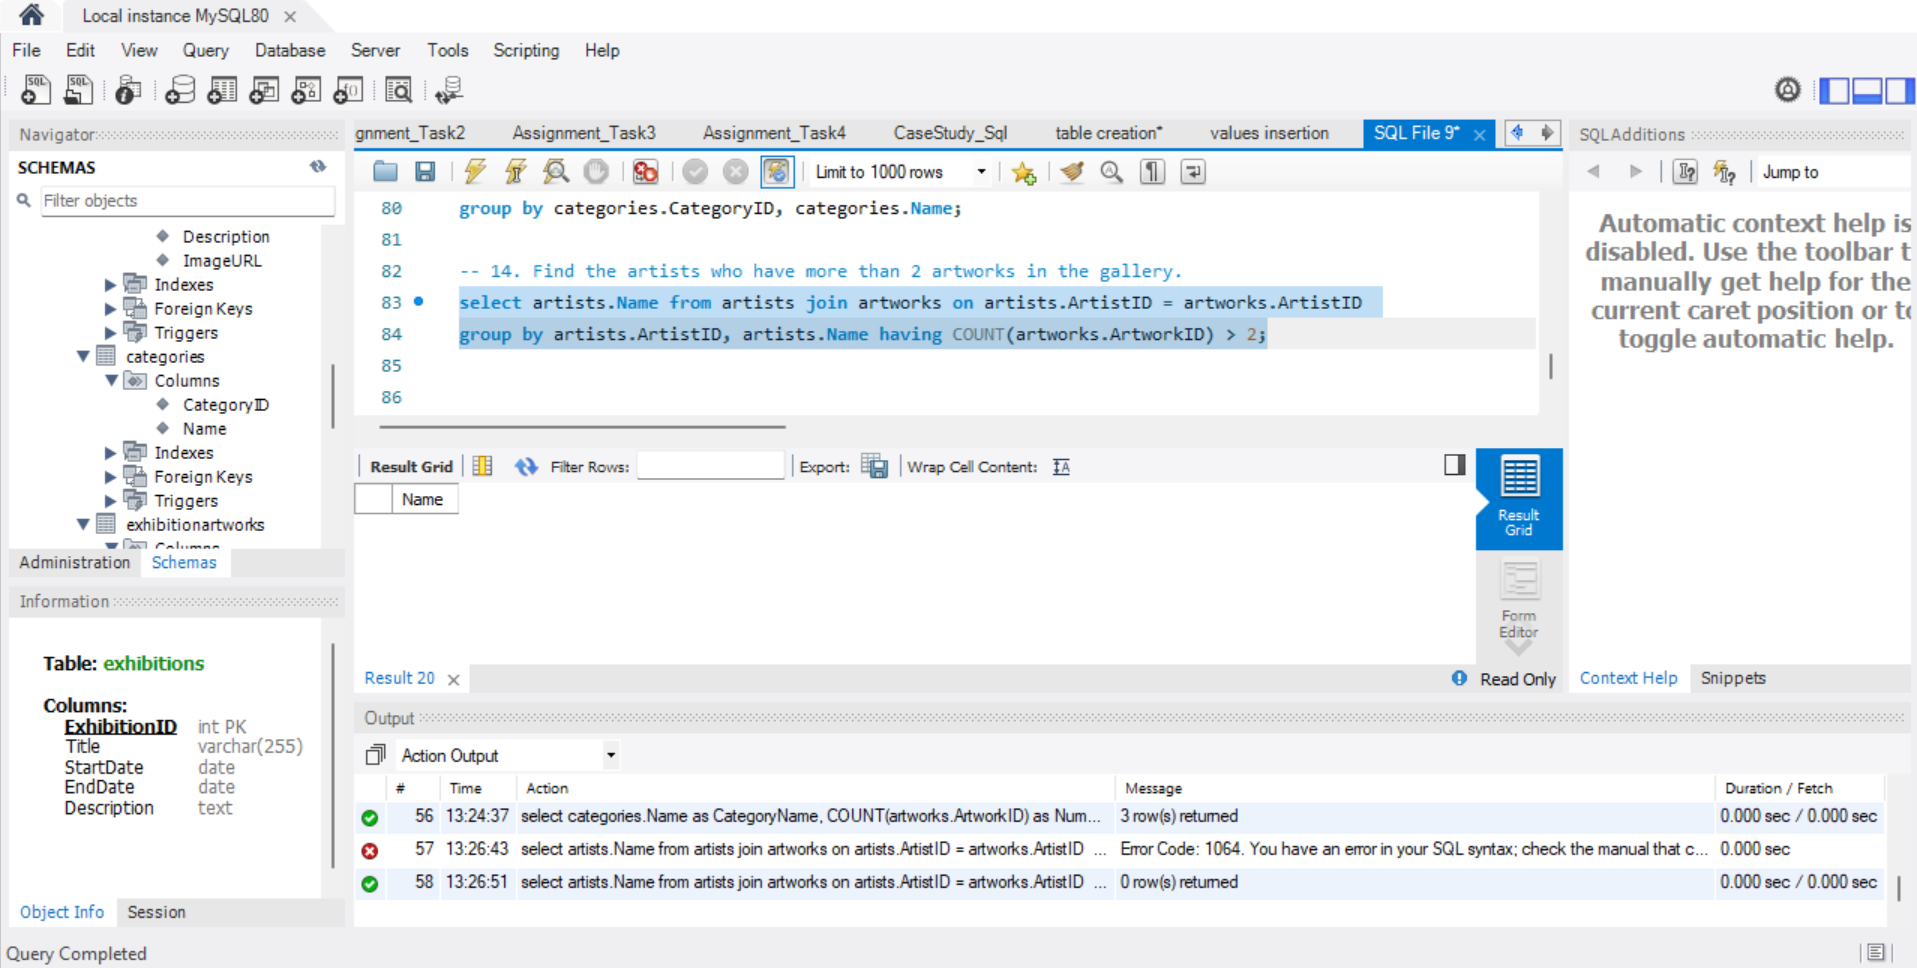 Local instance MySQL80
File Edit View Query Database Server Tools Scripting Help
Navigator
SCHEMAS
Filter objects
Description
ImageURL
Indexes
Foreign Keys
Triggers
categories
Columns
CategoryID
Name
Indexes
Foreign Keys
Triggers
exhibitionartworks
Columns
Administration Schemas
Information
Table: exhibitions
Columns:
ExhibitionID int PK
Title varchar(255)
StartDate date
EndDate date
Description text
Object Info Session
gnment_Task2 Assignment_Task3 Assignment_Task4 CaseStudy_Sql table creation* values insertion SQL File 9*
Limit to 1000 rows
80 group by categories.CategoryID, categories.Name;
81
82 -- 14. Find the artists who have more than 2 artworks in the gallery.
83 select artists.Name from artists join artworks on artists.ArtistID = artworks.ArtistID
84 group by artists.ArtistID, artists.Name having COUNT(artworks.ArtworkID) > 2;
85
86
Result Grid Filter Rows: Export: Wrap Cell Content:
Name
Result
Grid
Form
Editor
Result 20 Read Only
SQLAdditions
Jump to
Automatic context help is
disabled. Use the toolbar t
manually get help for the
current caret position or to
toggle automatic help.
Context Help Snippets
Output
Action Output
# Time Action Message Duration / Fetch
56 13:24:37 select categories.Name as CategoryName, COUNT(artworks.ArtworkID) as Num... 3 row(s) returned 0.000 sec / 0.000 sec
57 13:26:43 select artists.Name from artists join artworks on artists.ArtistID = artworks.ArtistID ... Error Code: 1064. You have an error in your SQL syntax; check the manual that c... 0.000 sec
58 13:26:51 select artists.Name from artists join artworks on artists.ArtistID = artworks.ArtistID ... 0 row(s) returned 0.000 sec / 0.000 sec
Query Completed